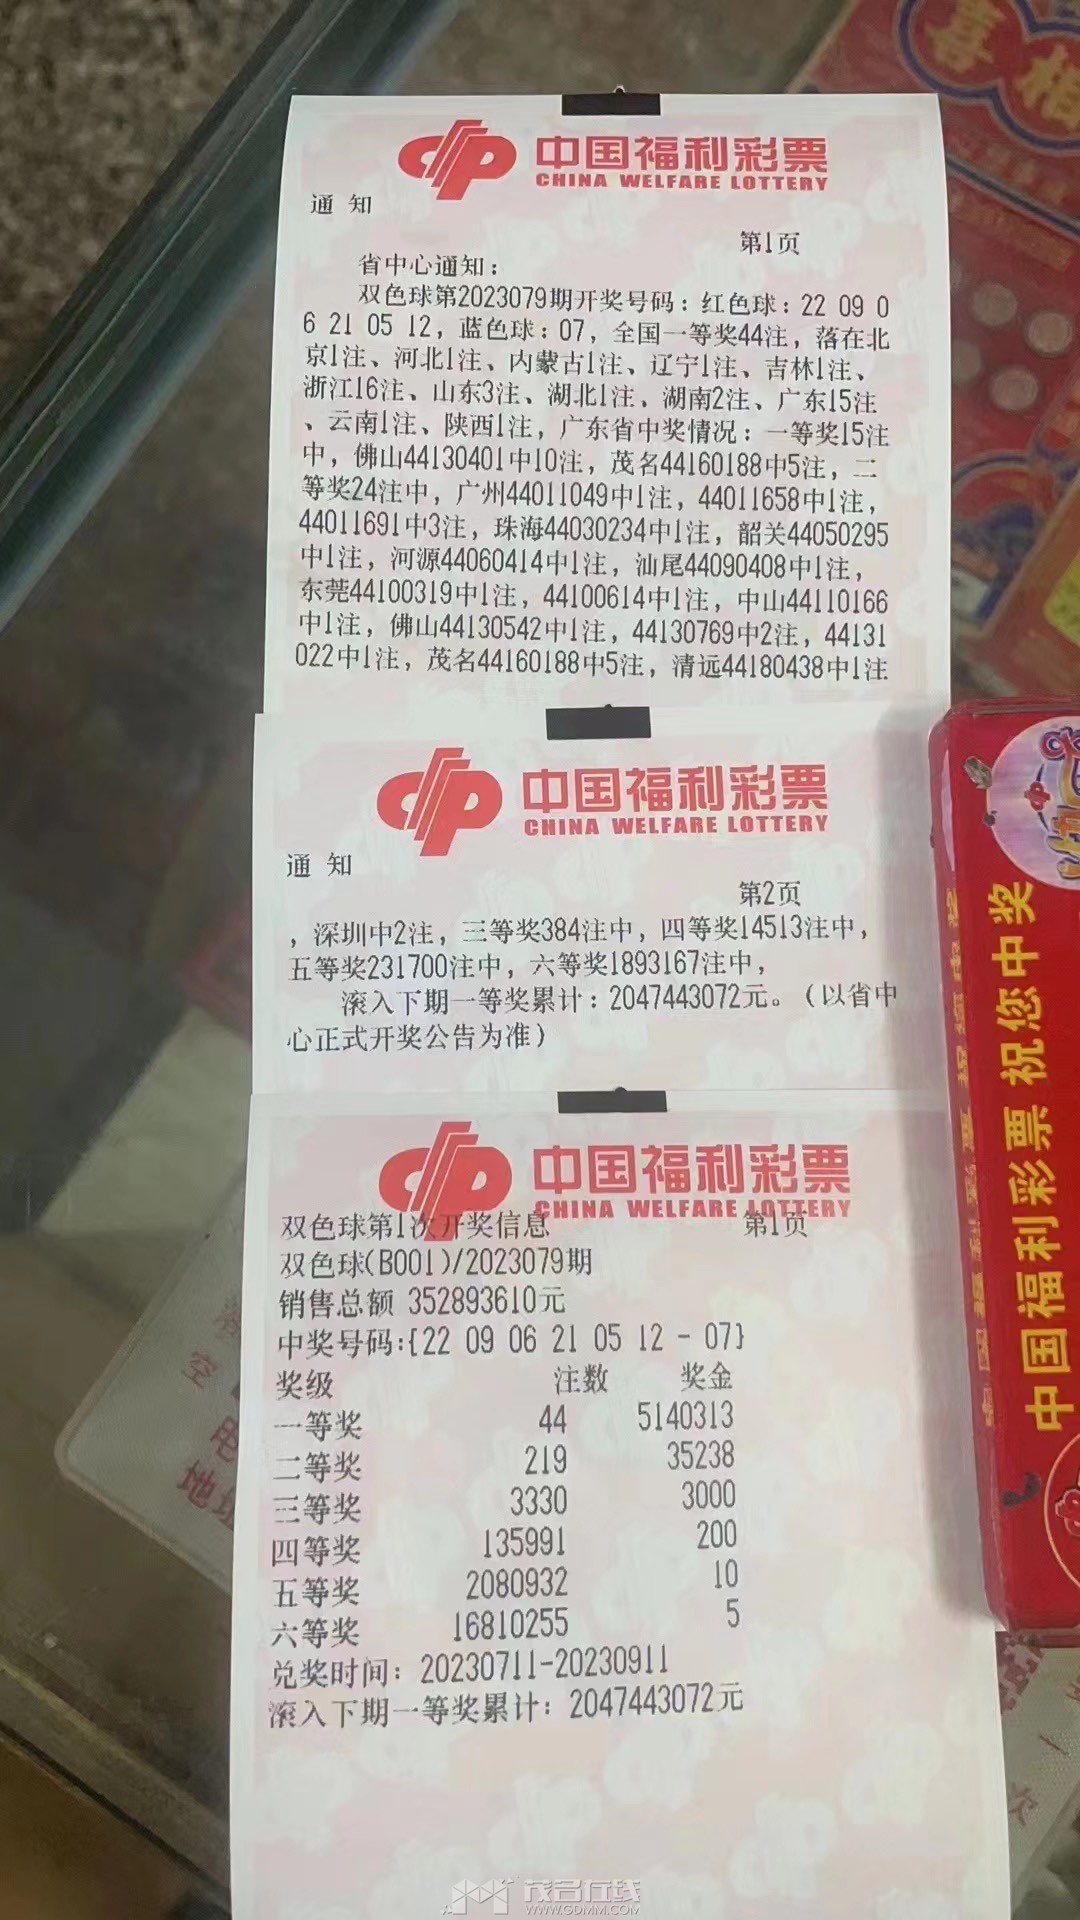 中国福利彩票
CHINA WELFARE LOTTERY
通 知
第1页
省中心通知：
双色球第2023079期开奖号码：红色球：22 09 0
6 21 05 12，蓝色球：07，全国一等奖44注，落在北
京1注、河北1注、内蒙古1注、辽宁1注、吉林1注、
浙江16注、山东3注、湖北1注、湖南2注、广东15注
、云南1注、陕西1注，广东省中奖情况：一等奖15注
中，佛山44130401中10注，茂名44160188中5注，二
等奖24注中，广州44011049中1注，44011658中1注，
44011691中3注，珠海44030234中1注，韶关44050295
中1注，河源44060414中1注，汕尾44090408中1注，
东莞44100319中1注，44100614中1注，中山44110166
中1注，佛山44130542中1注，44130769中2注，44131
022中1注，茂名44160188中5注，清远44180438中1注
中国福利彩票
CHINA WELFARE LOTTERY
通 知
第2页
，深圳中2注，三等奖384注中，四等奖14513注中，
五等奖231700注中，六等奖1893167注中，
滚入下期一等奖累计：2047443072元。（以省中
心正式开奖公告为准）
中国福利彩票
CHINA WELFARE LOTTERY
双色球第1次开奖信息 第1页
双色球(B001)/2023079期
销售总额 352893610元
中奖号码:{22 09 06 21 05 12 - 07}
奖级 注数 奖金
一等奖 44 5140313
二等奖 219 35238
三等奖 3330 3000
四等奖 135991 200
五等奖 2080932 10
六等奖 16810255 5
兑奖时间：20230711-20230911
滚入下期一等奖累计：2047443072元
中国福利彩票 祝您中奖
喜
空
电
地址
一
次
茂名在线
WWW.GDMM.COM